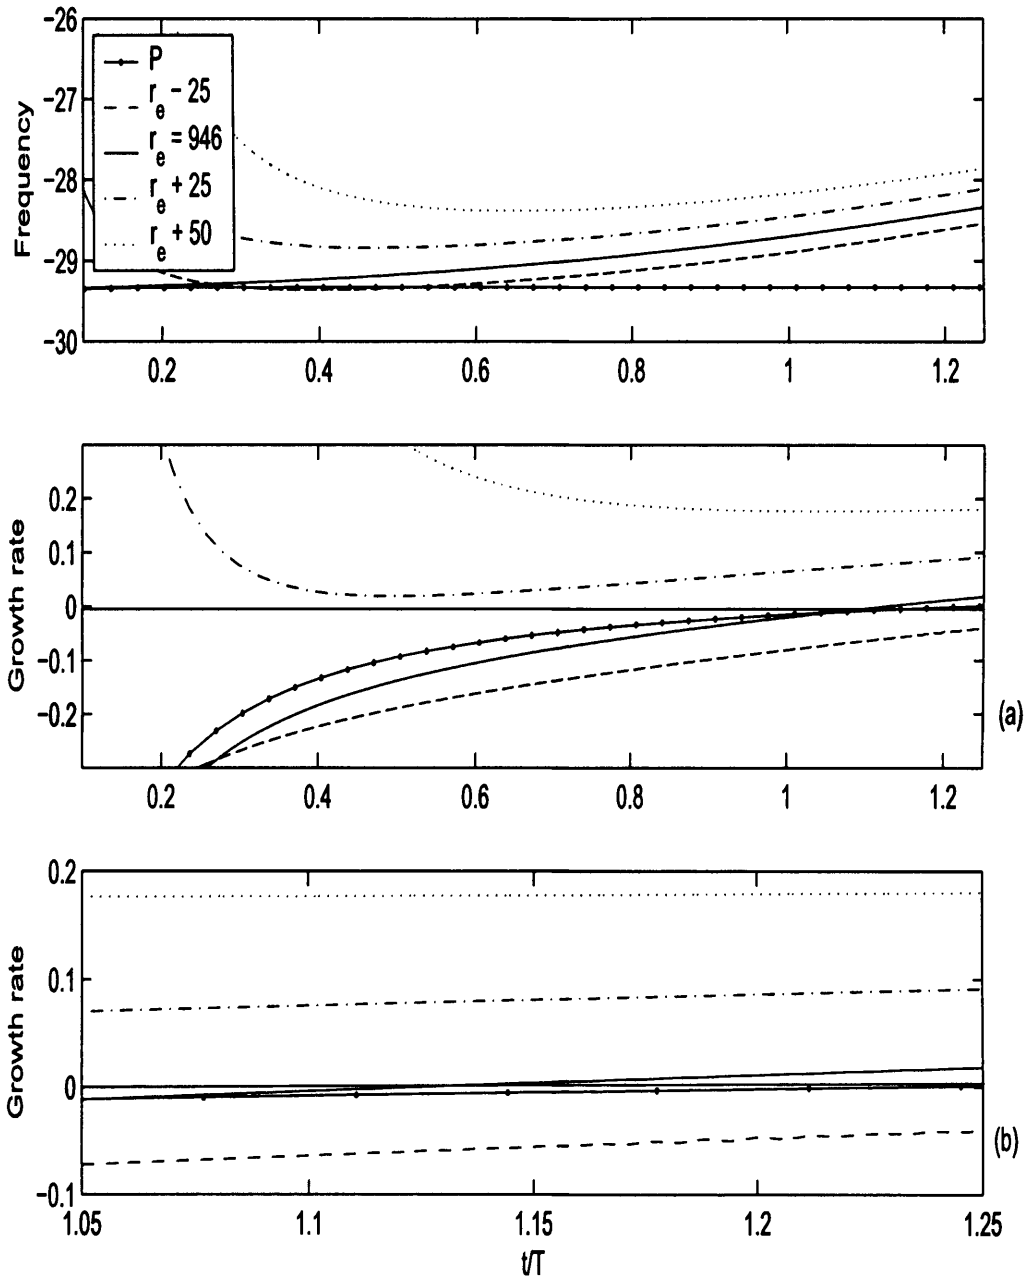 −26
−27
−28
−29
−30
Frequency
P
r_e − 25
r_e = 946
r_e + 25
r_e + 50
0.2 0.4 0.6 0.8 1 1.2
0.2
0.1
0
−0.1
−0.2
Growth rate
(a)
0.2 0.4 0.6 0.8 1 1.2
0.2
0.1
0
−0.1
Growth rate
(b)
1.05 1.1 1.15 1.2 1.25
t/T